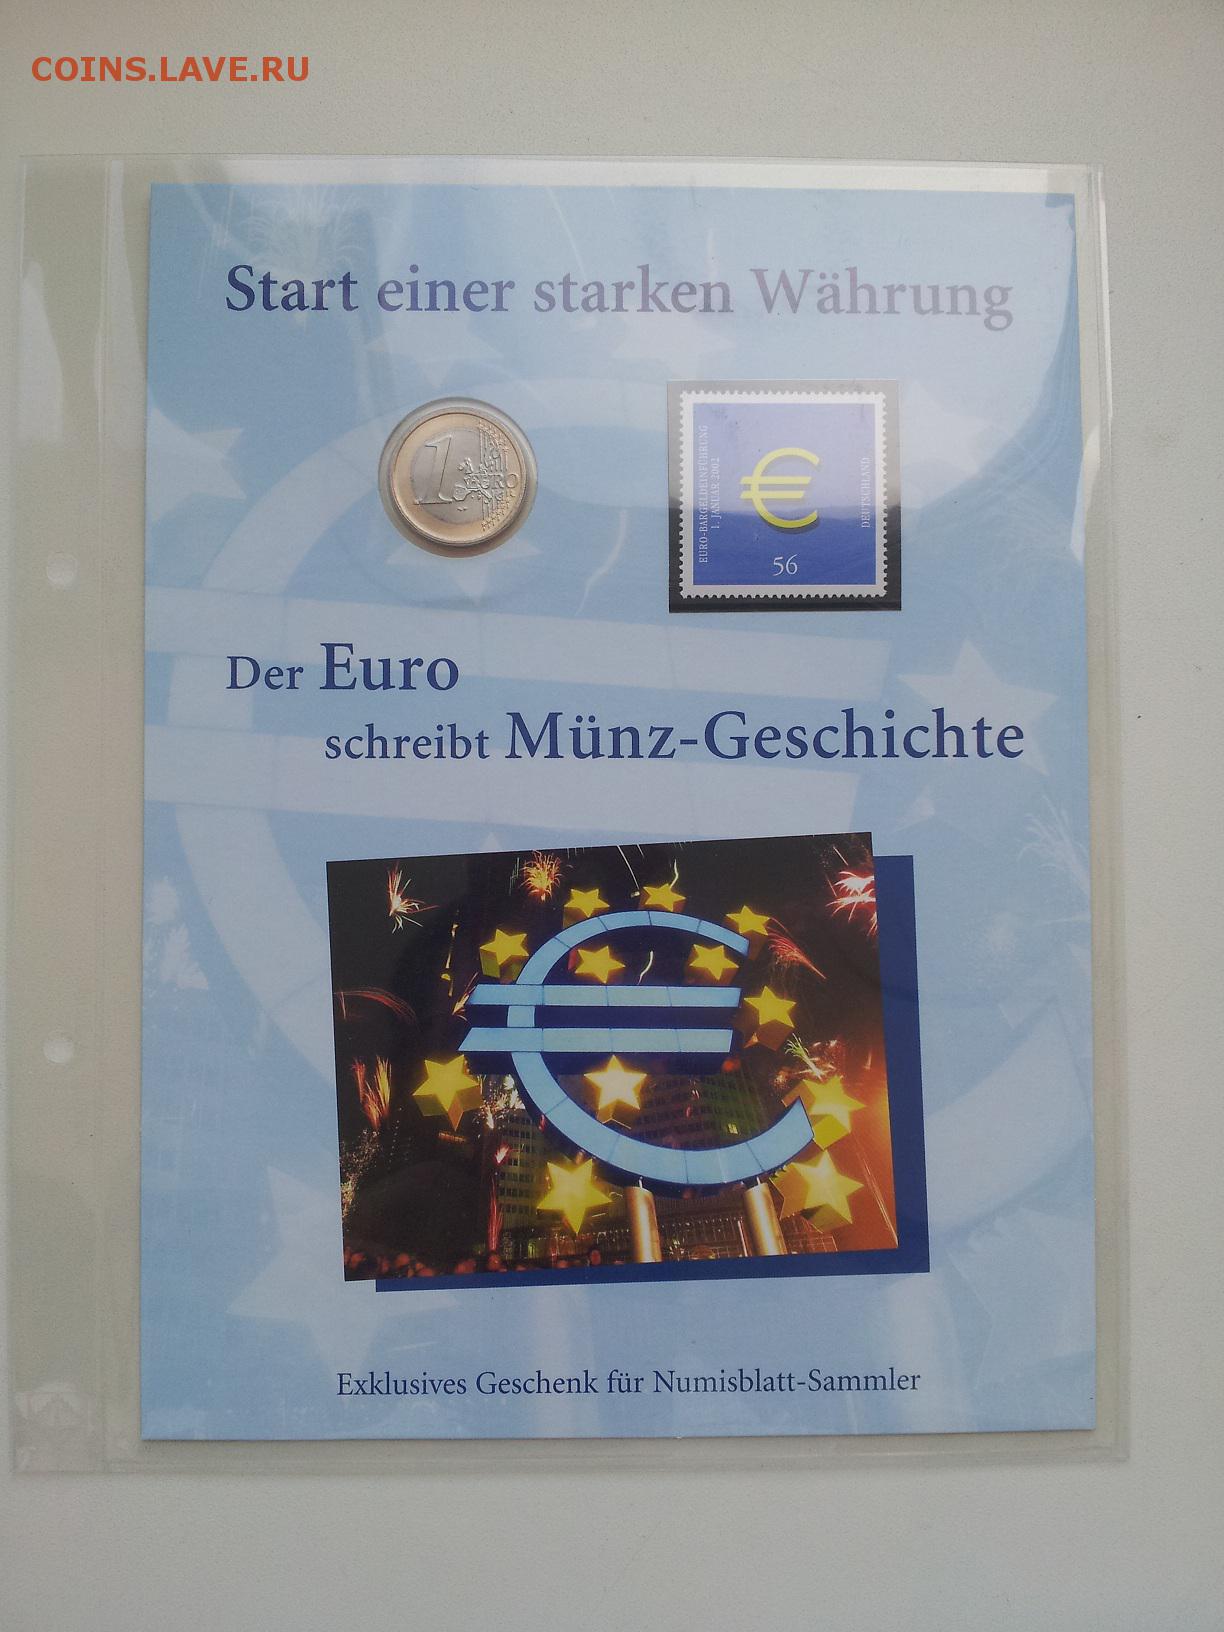 COINS.LAVE.RU
Start einer starken Währung
1
EURO
EURO-BARGELDEINFÜHRUNG
1. JANUAR 2002
€
DEUTSCHLAND
56
Der Euro
schreibt Münz-Geschichte
€
Exklusives Geschenk für Numisblatt-Sammler